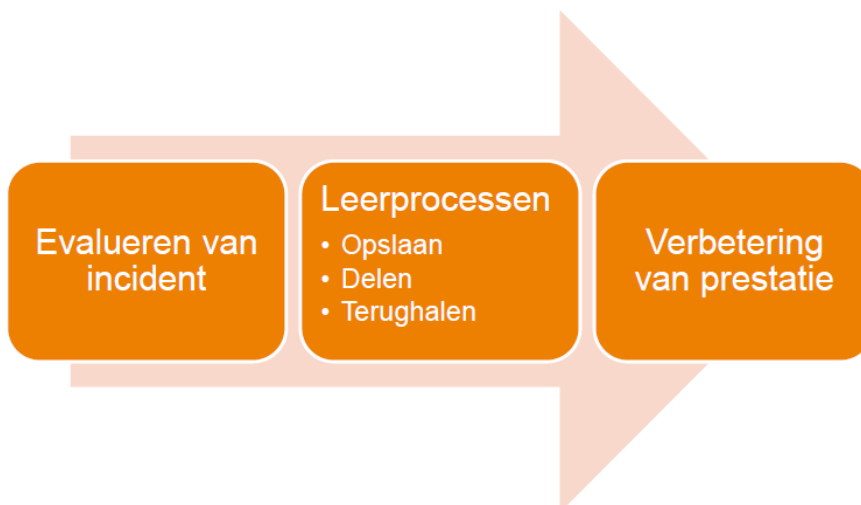 Evalueren van
incident
Leerprocessen
• Opslaan
• Delen
• Terughalen
Verbetering
van prestatie